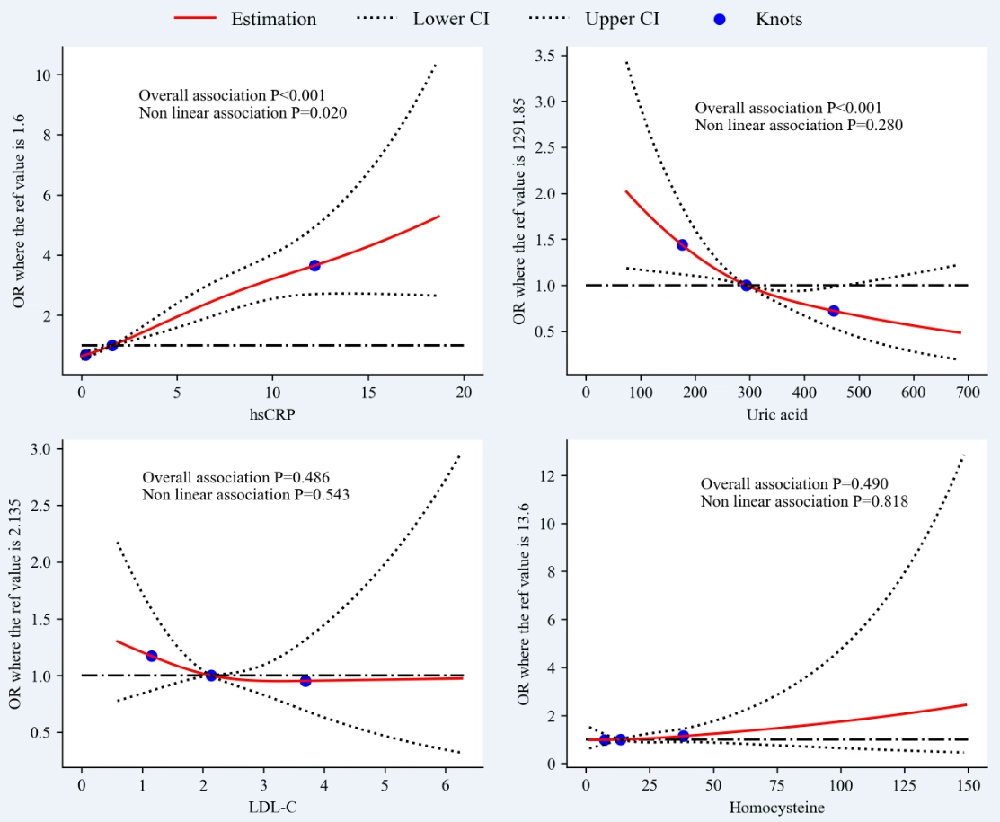 Estimation Lower CI Upper CI Knots
OR where the ref value is 1.6
10
8
6
4
2
Overall association P<0.001
Non linear association P=0.020
0 5 10 15 20
hsCRP
OR where the ref value is 1291.85
3.5
3.0
2.5
2.0
1.5
1.0
0.5
Overall association P<0.001
Non linear association P=0.280
0 100 200 300 400 500 600 700
Uric acid
OR where the ref value is 2.135
3.0
2.5
2.0
1.5
1.0
0.5
Overall association P=0.486
Non linear association P=0.543
0 1 2 3 4 5 6
LDL-C
OR where the ref value is 13.6
12
10
8
6
4
2
0
Overall association P=0.490
Non linear association P=0.818
0 25 50 75 100 125 150
Homocysteine